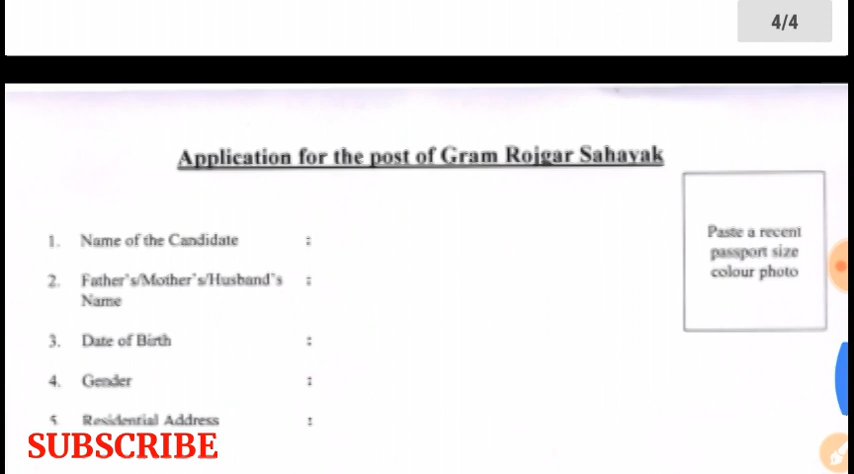 4/4
Application for the post of Gram Rojgar Sahayak
Paste a recent
passport size
colour photo
1. Name of the Candidate :
2. Father's/Mother's/Husband's :
Name
3. Date of Birth :
4. Gender :
5. Residential Address :
SUBSCRIBE